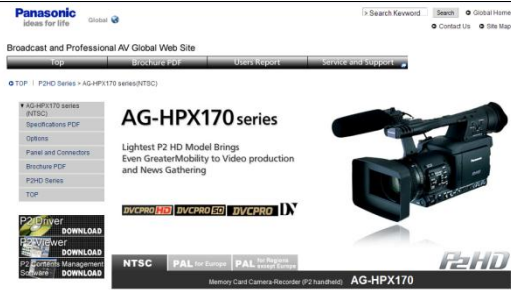 Panasonic
ideas for life
Global
Search Keyword
Search
Global Home
Contact Us
Site Map
Broadcast and Professional AV Global Web Site
Top
Brochure PDF
Users Report
Service and Support
TOP | P2HD Series > AG-HPX170 series(NTSC)
AG-HPX170 series
(NTSC)
Specifications PDF
Options
Panel and Connectors
Brochure PDF
P2HD Series
TOP
AG-HPX170 series
Lightest P2 HD Model Brings
Even GreaterMobility to Video production
and News Gathering
DVCPRO HD DVCPRO 50 DVCPRO DV
P2 Driver
DOWNLOAD
P2 Viewer
DOWNLOAD
P2 Contents Management
Software DOWNLOAD
P2HD
NTSC
PAL for Europe
PAL for Regions except Europe
Memory Card Camera-Recorder (P2 handheld) AG-HPX170